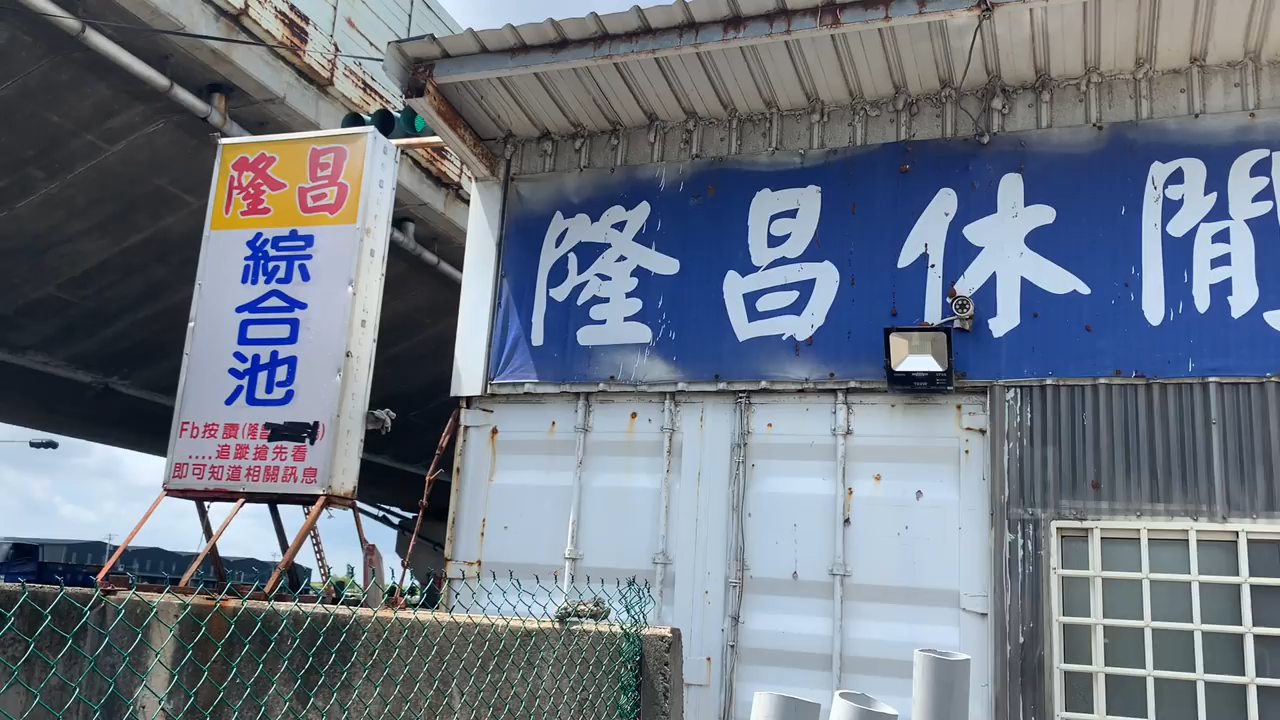 隆昌
綜合池
Fb按讚(隆昌
....追蹤搶先看
即可知道相關訊息
隆昌休閒